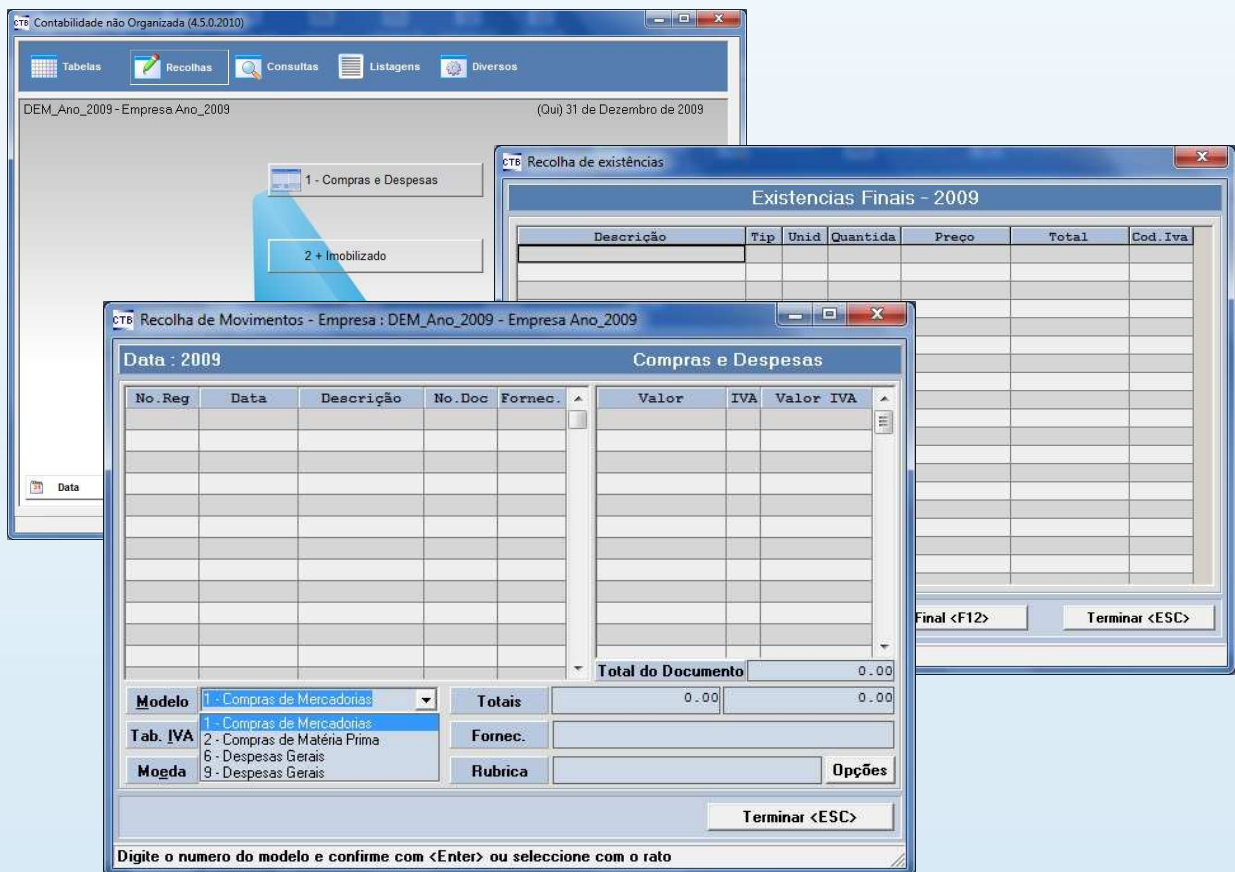 CTB Contabilidade não Organizada (4.5.0.2010)
Tabelas Recolhas Consultas Listagens Diversos
DEM_Ano_2009 - Empresa Ano_2009 (Qui) 31 de Dezembro de 2009
1 - Compras e Despesas
2 + Imobilizado
31 Data
CTB Recolha de existências
Existencias Finais - 2009
Descrição Tip Unid Quantida Preço Total Cod.Iva
Final <F12> Terminar <ESC>
CTB Recolha de Movimentos - Empresa : DEM_Ano_2009 - Empresa Ano_2009
Data : 2009 Compras e Despesas
No.Reg Data Descrição No.Doc Fornec. Valor IVA Valor IVA
Total do Documento 0.00
Modelo 1 - Compras de Mercadorias Totais 0.00 0.00
1 - Compras de Mercadorias
Tab. IVA 2 - Compras de Matéria Prima Fornec.
6 - Despesas Gerais
Moeda 9 - Despesas Gerais Rubrica Opções
Terminar <ESC>
Digite o numero do modelo e confirme com <Enter> ou seleccione com o rato